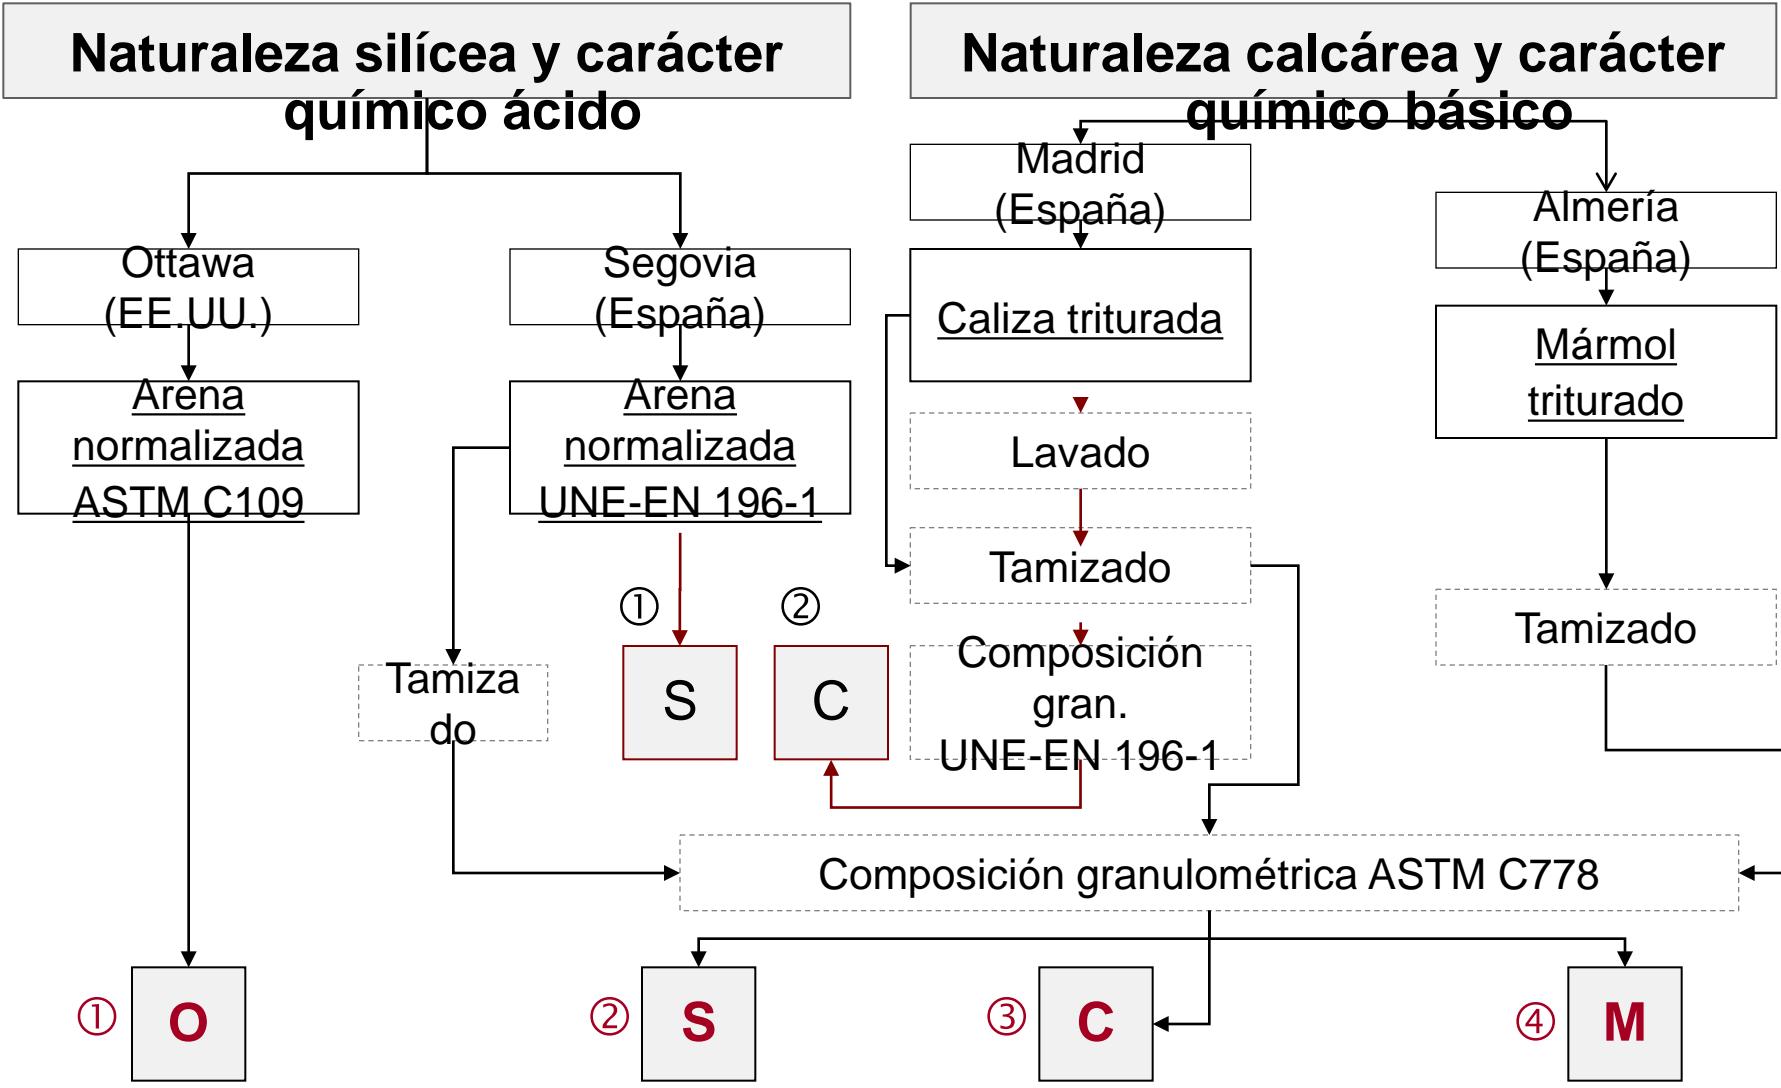 Naturaleza silícea y carácter
químico ácido
Naturaleza calcárea y carácter
químico básico
Madrid
(España)
Almería
(España)
Ottawa
(EE.UU.)
Segovia
(España)
Caliza triturada
Mármol
triturado
Arena
normalizada
ASTM C109
Arena
normalizada
UNE-EN 196-1
Lavado
Tamizado
①
②
Tamizado
Composición
gran.
UNE-EN 196-1
Tamiza
do
S
C
Composición granulométrica ASTM C778
① O
② S
③ C
④ M